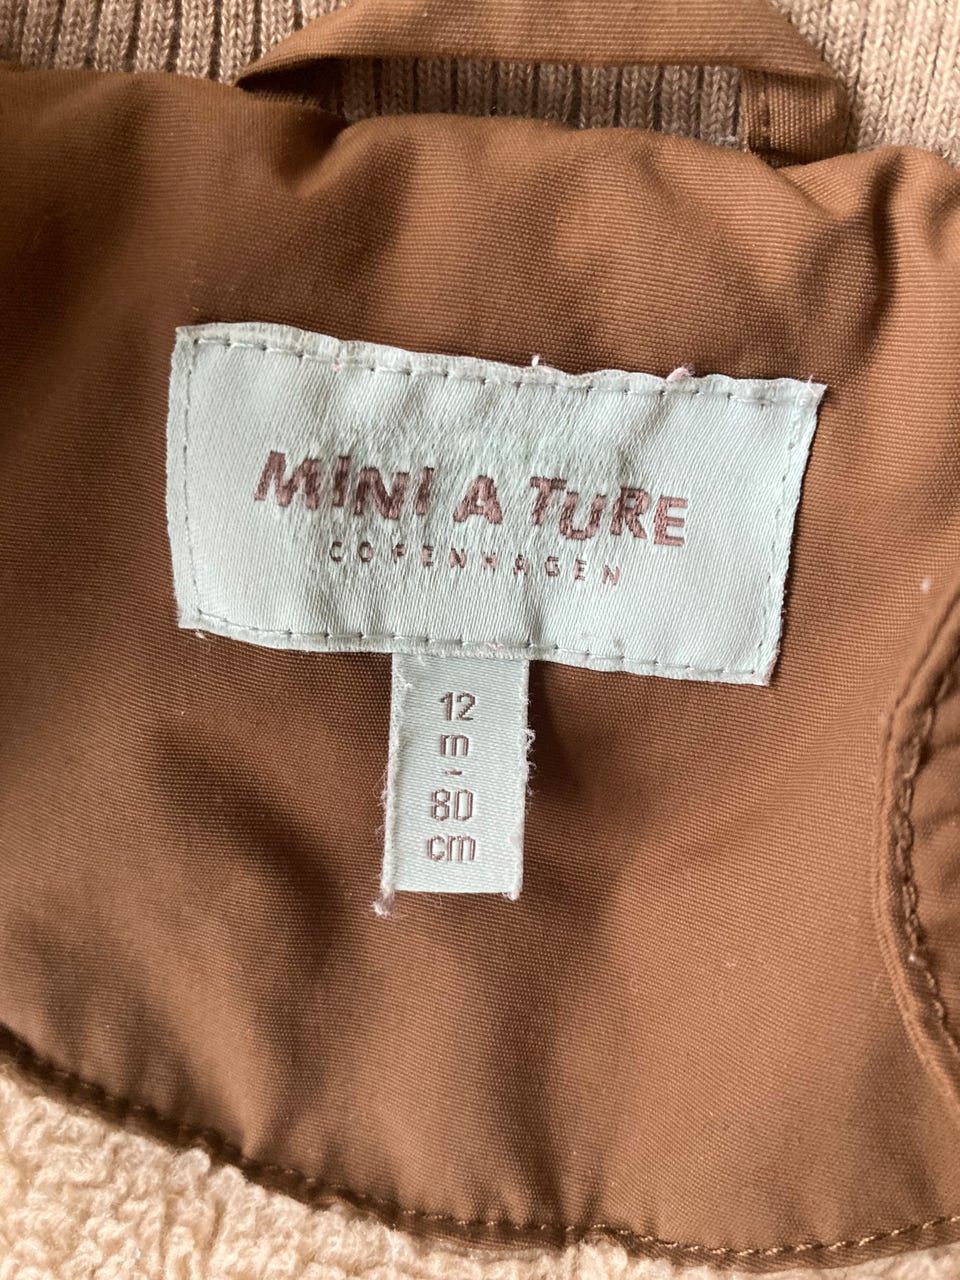 MINI A TURE
COPENHAGEN
12
m
-
80
cm